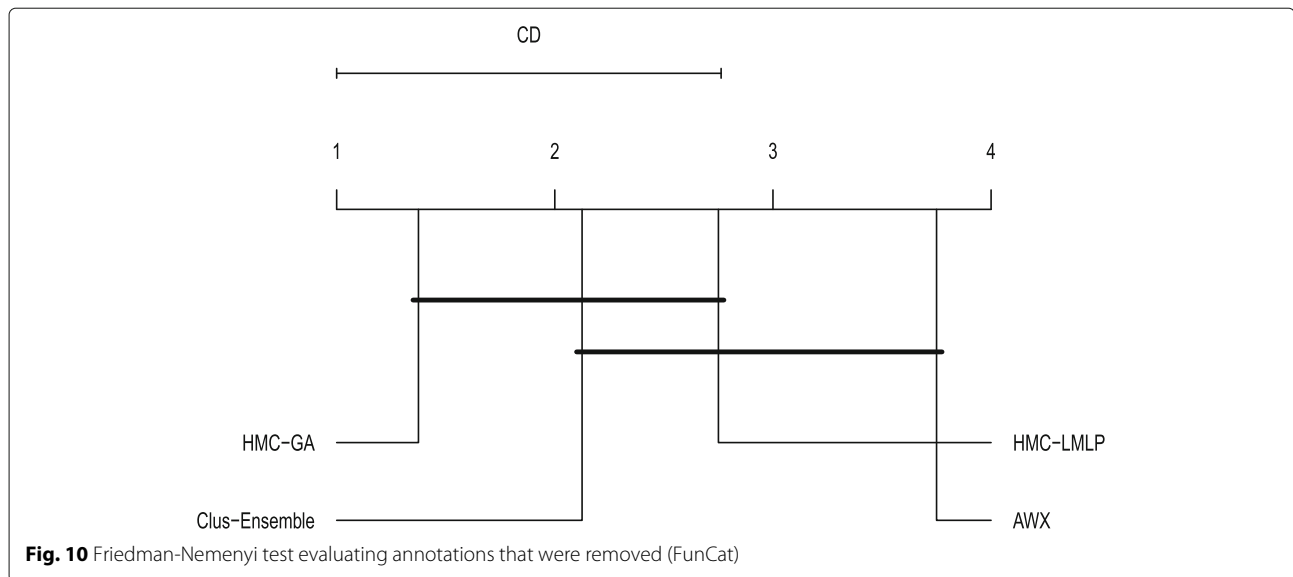 CD
1 2 3 4
HMC−GA HMC−LMLP
Clus−Ensemble AWX
Fig. 10 Friedman-Nemenyi test evaluating annotations that were removed (FunCat)